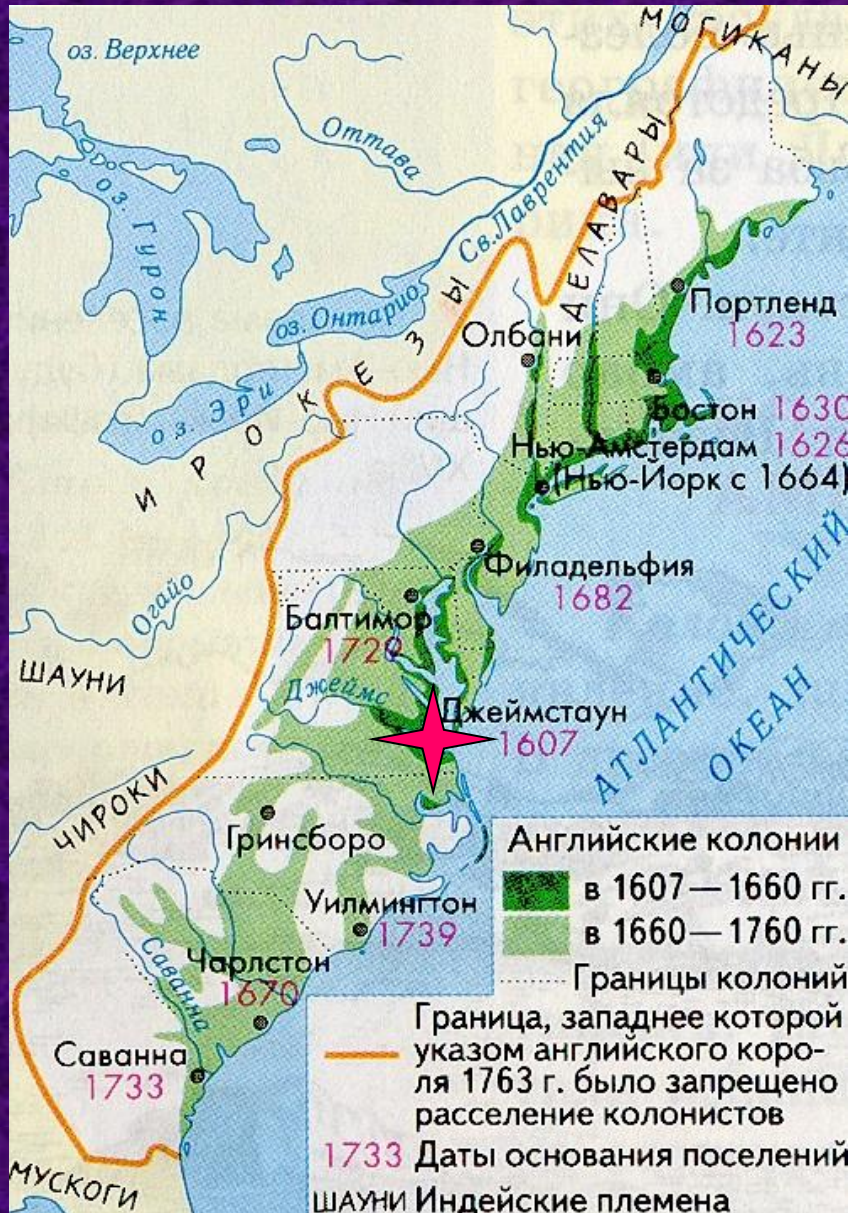 МОГИКАНЫ
оз. Верхнее
Оттава
ДЕЛАВАРЫ
Св.Лаврентия
оз. Гурон
оз. Онтарио
Портленд
1623
Олбани
оз. Эри
ИРОКЕЗЫ
Бостон 1630
Нью-Амстердам 1626
(Нью-Йорк с 1664)
Филадельфия
1682
Огайо
Балтимор
1729
ШАУНИ
Джеймс
Джеймстаун
1607
АТЛАНТИЧЕСКИЙ
ОКЕАН
ЧИРОКИ
Гринсборо
Уилмингтон
1739
Саванна
Чарлстон
1670
Саванна
1733
МУСКОГИ
Английские колонии
в 1607—1660 гг.
в 1660—1760 гг.
Границы колоний
Граница, западнее которой
указом английского коро-
ля 1763 г. было запрещено
расселение колонистов
1733 Даты основания поселений
ШАУНИ Индейские племена